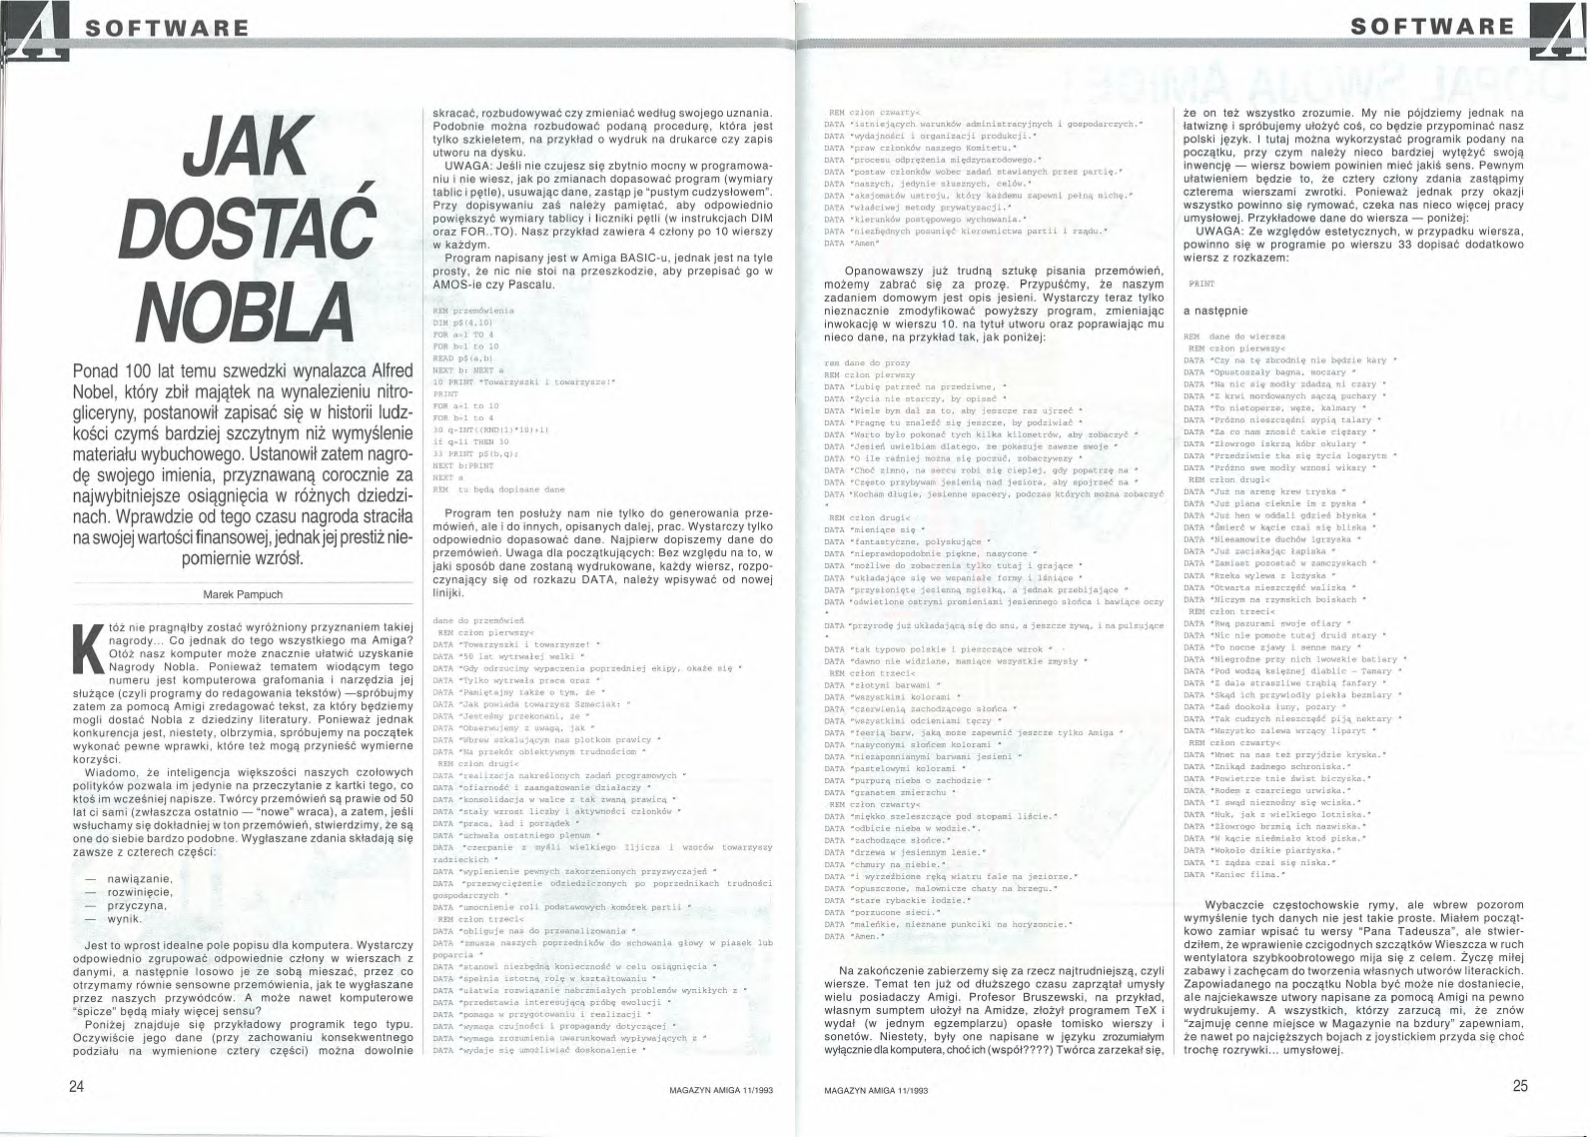 SOFTWARE
JAK
DOSTAĆ
NOBLA
Ponad 100 lat temu szwedzki wynalazca Alfred
Nobel, który zbił majątek na wynalezieniu nitro-
gliceryny, postanowił zapisać się w historii ludz-
kości czymś bardziej szczytnym niż wymyślenie
materiału wybuchowego. Ustanowił zatem nagro-
dę swojego imienia, przyznawaną corocznie za
najwybitniejsze osiągnięcia w różnych dziedzi-
nach. Wprawdzie od tego czasu nagroda straciła
na swojej wartości finansowej, jednak jej prestiż nie-
pomiernie wzrósł.
Marek Pampuch
Któż nie pragnąłby zostać wyróżniony przyznaniem takiej
nagrody... Co jednak do tego wszystkiego ma Amiga?
Otóż nasz komputer może znacznie ułatwić uzyskanie
Nagrody Nobla. Ponieważ tematem wiodącym tego
numeru jest komputerowa grafomania i narzędzia jej
służące (czyli programy do redagowania tekstów) —spróbujmy
zatem za pomocą Amigi zredagować tekst, za który będziemy
mogli dostać Nobla z dziedziny literatury. Ponieważ jednak
konkurencja jest, niestety, olbrzymia, spróbujemy na początek
wykonać pewne wprawki, które też mogą przynieść wymierne
korzyści.
Wiadomo, że inteligencja większości naszych czołowych
polityków pozwala im jedynie na przeczytanie z kartki tego, co
ktoś im wcześniej napisze. Twórcy przemówień są prawie od 50
lat ci sami (zwłaszcza ostatnio — "nowe" wraca), a zatem, jeśli
wsłuchamy się dokładniej w ton przemówień, stwierdzimy, że są
one do siebie bardzo podobne. Wygłaszane zdania składają się
zawsze z czterech części:
— nawiązanie,
— rozwinięcie,
— przyczyna,
— wynik.
Jest to wprost idealne pole popisu dla komputera. Wystarczy
odpowiednio zgrupować odpowiednie człony w wierszach z
danymi, a następnie losowo je ze sobą mieszać, przez co
otrzymamy równie sensowne przemówienia, jak te wygłaszane
przez naszych przywódców. A może nawet komputerowe
"spicze" będą miały więcej sensu?
Poniżej znajduje się przykładowy programik tego typu.
Oczywiście jego dane (przy zachowaniu konsekwentnego
podziału na wymienione cztery części) można dowolnie
skracać, rozbudowywać czy zmieniać według swojego uznania.
Podobnie można rozbudować podaną procedurę, która jest
tylko szkieletem, na przykład o wydruk na drukarce czy zapis
utworu na dysku.
UWAGA: Jeśli nie czujesz się zbytnio mocny w programowa-
niu i nie wiesz, jak po zmianach dopasować program (wymiary
tablic i pętle), usuwając dane, zastąp je "pustym cudzysłowem".
Przy dopisywaniu zaś należy pamiętać, aby odpowiednio
powiększyć wymiary tablicy i liczniki pętli (w instrukcjach DIM
oraz FOR..TO). Nasz przykład zawiera 4 człony po 10 wierszy
w każdym.
Program napisany jest w Amiga BASIC-u, jednak jest na tyle
prosty, że nic nie stoi na przeszkodzie, aby przepisać go w
AMOS-ie czy Pascalu.
REM przemówienia
DIM p$(4,10)
FOR a=1 TO 4
FOR b=1 to 10
READ p$(a,b)
NEXT b: NEXT a
10 PRINT "Towarzyszki i towarzysze!"
PRINT
FOR a=1 to 10
FOR b=1 to 4
30 q=INT((RND(1)*10)+1)
if q=11 THEN 30
33 PRINT p$(b,q);
NEXT b:PRINT
NEXT a
REM tu będą dopisane dane
Program ten posłuży nam nie tylko do generowania prze-
mówień, ale i do innych, opisanych dalej, prac. Wystarczy tylko
odpowiednio dopasować dane. Najpierw dopiszemy dane do
przemówień. Uwaga dla początkujących: Bez względu na to, w
jaki sposób dane zostaną wydrukowane, każdy wiersz, rozpo-
czynający się od rozkazu DATA, należy wpisywać od nowej
linijki.
dane do przemówień
REM człon pierwszy<
DATA "Towarzyszki i towarzysze! "
DATA "50 lat wytrwałej walki "
DATA "Gdy odrzucimy wypaczenia poprzedniej ekipy, okaże się "
DATA "Tylko wytrwała praca oraz "
DATA "Pamiętajmy także o tym, że "
DATA "Jak powiada towarzysz Szmaciak: "
DATA "Jesteśmy przekonani, że "
DATA "Obserwujemy z uwagą, jak "
DATA "Wbrew szkalującym nas plotkom prawicy "
DATA "Na przekór obiektywnym trudnościom "
REM człon drugi<
DATA "realizacja nakreślonych zadań programowych "
DATA "ofiarność i zaangażowanie działaczy "
DATA "konsolidacja w walce z tak zwaną prawicą "
DATA "stały wzrost liczby i aktywności członków "
DATA "praca, ład i porządek "
DATA "uchwała ostatniego plenum "
DATA "czerpanie z myśli wielkiego Iljicza i wzorów towarzyszy
radzieckich "
DATA "wyplenienie pewnych zakorzenionych przyzwyczajeń "
DATA "przezwyciężenie odziedziczonych po poprzednikach trudności
gospodarczych "
DATA "umocnienie roli podstawowych komórek partii "
REM człon trzeci<
DATA "obliguje nas do przeanalizowania "
DATA "zmusza naszych poprzedników do schowania głowy w piasek lub
poparcia "
DATA "stanowi niezbędną konieczność w celu osiągnięcia "
DATA "spełnia istotną rolę w kształtowaniu "
DATA "ułatwia rozwiązanie nabrzmiałych problemów wynikłych z "
DATA "przedstawia interesującą próbę ewolucji "
DATA "pomaga w przygotowaniu i realizacji "
DATA "wymaga czujności i propagandy dotyczącej "
DATA "wymaga zrozumienia uwarunkowań wypływających z "
DATA "wydaje się umożliwiać doskonalenie "
24
MAGAZYN AMIGA 11/1993
SOFTWARE
REM człon czwarty<
DATA "istniejących warunków administracyjnych i gospodarczych."
DATA "wydajności i organizacji produkcji."
DATA "praw członków naszego Komitetu."
DATA "procesu odprężenia międzynarodowego."
DATA "postaw członków wobec zadań stawianych przez partię."
DATA "naszych, jedynie słusznych, celów."
DATA "aksjomatów ustroju, który każdemu zapewni pełną michę."
DATA "właściwej metody prywatyzacji."
DATA "kierunków postępowego wychowania."
DATA "niezbędnych posunięć kierownictwa partii i rządu."
DATA "Amen"
Opanowawszy już trudną sztukę pisania przemówień,
możemy zabrać się za prozę. Przypuśćmy, że naszym
zadaniem domowym jest opis jesieni. Wystarczy teraz tylko
nieznacznie zmodyfikować powyższy program, zmieniając
inwokację w wierszu 10. na tytuł utworu oraz poprawiając mu
nieco dane, na przykład tak, jak poniżej:
rem dane do prozy
REM człon pierwszy
DATA "Lubię patrzeć na przedziwne, "
DATA "Życia nie starczy, by opisać "
DATA "Wiele bym dał za to, aby jeszcze raz ujrzeć "
DATA "Pragnę tu znaleźć się jeszcze, by podziwiać "
DATA "Warto było pokonać tych kilka kilometrów, aby zobaczyć "
DATA "Jesień uwielbiam dlatego, że pokazuje zawsze swoje "
DATA "O ile raźniej można się poczuć, zobaczywszy "
DATA "Choć zimno, na sercu robi się cieplej, gdy popatrzę na "
DATA "Często przybywam jesienią nad jeziora, aby spojrzeć na "
DATA "Kocham długie, jesienne spacery, podczas których można zobaczyć
"
REM człon drugi<
DATA "mieniące się "
DATA "fantastyczne, połyskujące "
DATA "nieprawdopodobnie piękne, nasycone "
DATA "możliwe do zobaczenia tylko tutaj i grające "
DATA "układające się we wspaniałe formy i lśniące "
DATA "przysłonięte jesienną mgiełką, a jednak przebijające "
DATA "oświetlone ostrymi promieniami jesiennego słońca i bawiące oczy
"
DATA "przyrodę już układającą się do snu, a jeszcze żywą, i na pulsujące
"
DATA "tak typowo polskie i pieszczące wzrok "
DATA "dawno nie widziane, mamiące wszystkie zmysły "
REM człon trzeci<
DATA "złotymi barwami "
DATA "wszystkimi kolorami "
DATA "czerwienią zachodzącego słońca "
DATA "wszystkimi odcieniami tęczy "
DATA "feerią barw, jaką może zapewnić jeszcze tylko Amiga "
DATA "nasyconymi słońcem kolorami "
DATA "niezapomnianymi barwami jesieni "
DATA "pastelowymi kolorami "
DATA "purpurą nieba o zachodzie "
DATA "granatem zmierzchu "
REM człon czwarty<
DATA "miękko szeleszczące pod stopami liście."
DATA "odbicie nieba w wodzie.".
DATA "zachodzące słońce."
DATA "drzewa w jesiennym lesie."
DATA "chmury na niebie."
DATA "i wyrzeźbione ręką wiatru fale na jeziorze."
DATA "opuszczone, malownicze chaty na brzegu."
DATA "stare rybackie łodzie."
DATA "porzucone sieci."
DATA "maleńkie, nieznane punkciki na horyzoncie."
DATA "Amen."
Na zakończenie zabierzemy się za rzecz najtrudniejszą, czyli
wiersze. Temat ten już od dłuższego czasu zaprzątał umysły
wielu posiadaczy Amigi. Profesor Bruszewski, na przykład,
własnym sumptem ułożył na Amidze, złożył programem TeX i
wydał (w jednym egzemplarzu) opasłe tomisko wierszy i
sonetów. Niestety, były one napisane w języku zrozumiałym
wyłącznie dla komputera, choć ich (współ????) Twórca zarzekał się,
że on też wszystko zrozumie. My nie pójdziemy jednak na
łatwiznę i spróbujemy ułożyć coś, co będzie przypominać nasz
polski język. I tutaj można wykorzystać programik podany na
początku, przy czym należy nieco bardziej wytężyć swoją
inwencję — wiersz bowiem powinien mieć jakiś sens. Pewnym
ułatwieniem będzie to, że cztery człony zdania zastąpimy
czterema wierszami zwrotki. Ponieważ jednak przy okazji
wszystko powinno się rymować, czeka nas nieco więcej pracy
umysłowej. Przykładowe dane do wiersza — poniżej:
UWAGA: Ze względów estetycznych, w przypadku wiersza,
powinno się w programie po wierszu 33 dopisać dodatkowo
wiersz z rozkazem:
PRINT
a następnie
REM dane do wiersza
REM człon pierwszy<
DATA "Czy na tę zbrodnię nie będzie kary "
DATA "Opustoszały bagna, moczary "
DATA "Na nic się modły zdadzą ni czary "
DATA "Z krwi mordowanych sączą puchary "
DATA "To nietoperze, węże, kalmary "
DATA "Próżno nieszczęśni sypią talary "
DATA "Za co nam znosić takie ciężary "
DATA "Złowrogo iskrzą kóbr okulary "
DATA "Przedziwnie tka się życia logarytm "
DATA "Próżno swe modły wznosi wikary "
REM człon drugi<
DATA "Już na arenę krew tryska "
DATA "Już piana cieknie im z pyska "
DATA "Już hen w oddali gdzieś błyska "
DATA "Śmierć w kącie czai się bliska "
DATA "Niesamowite duchów igrzyska "
DATA "Już zaciskając łapiska "
DATA "Zamiast pozostać w zamczyskach "
DATA "Rzeka wylewa z łożyska "
DATA "Otwarta nieszczęść walizka "
DATA "Niczym na rzymskich boiskach "
REM człon trzeci<
DATA "Rwą pazurami swoje ofiary "
DATA "Nic nie pomoże tutaj druid stary "
DATA "To nocne zjawy i senne mary "
DATA "Niegroźne przy nich lwowskie batiary "
DATA "Pod wodzą księżnej diablic - Tamary "
DATA "Z dala straszliwe trąbią fanfary "
DATA "Skąd ich przywiodły piekła bezmiary "
DATA "Zaś dookoła łuny, pożary "
DATA "Tak cudzych nieszczęść piją nektary "
DATA "Wszystko zalewa wrzący liparyt "
REM człon czwarty<
DATA "Wnet na nas też przyjdzie kryska."
DATA "Znikąd żadnego schroniska."
DATA "Powietrze tnie świst biczyska."
DATA "Rodem z czarciego urwiska."
DATA "I swąd nieznośny się wciska."
DATA "Huk, jak z wielkiego lotniska."
DATA "Złowrogo brzmią ich nazwiska."
DATA "W kącie nieśmiało ktoś piska."
DATA "Wokoło dzikie piarżyska."
DATA "I żądza czai się niska."
DATA "Koniec filma."
Wybaczcie częstochowskie rymy, ale wbrew pozorom
wymyślenie tych danych nie jest takie proste. Miałem począt-
kowo zamiar wpisać tu wersy "Pana Tadeusza", ale stwier-
dziłem, że wprawienie czcigodnych szczątków Wieszcza w ruch
wentylatora szybkoobrotowego mija się z celem. Życzę miłej
zabawy i zachęcam do tworzenia własnych utworów literackich.
Zapowiadanego na początku Nobla być może nie dostaniecie,
ale najciekawsze utwory napisane za pomocą Amigi na pewno
wydrukujemy. A wszystkich, którzy zarzucą mi, że znów
"zajmuję cenne miejsce w Magazynie na bzdury" zapewniam,
że nawet po najcięższych bojach z joystickiem przyda się choć
trochę rozrywki... umysłowej.
MAGAZYN AMIGA 11/1993
25